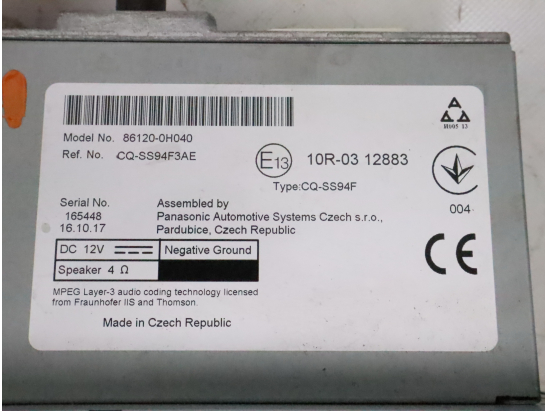 Model No. 86120-0H040
Ref. No. CQ-SS94F3AE
E13 10R-03 12883
Type:CQ-SS94F
M005 13
004
Serial No.
165448
16.10.17
Assembled by
Panasonic Automotive Systems Czech s.r.o.,
Pardubice, Czech Republic
DC 12V Negative Ground
Speaker 4 Ω
CE
MPEG Layer-3 audio coding technology licensed
from Fraunhofer IIS and Thomson.
Made in Czech Republic